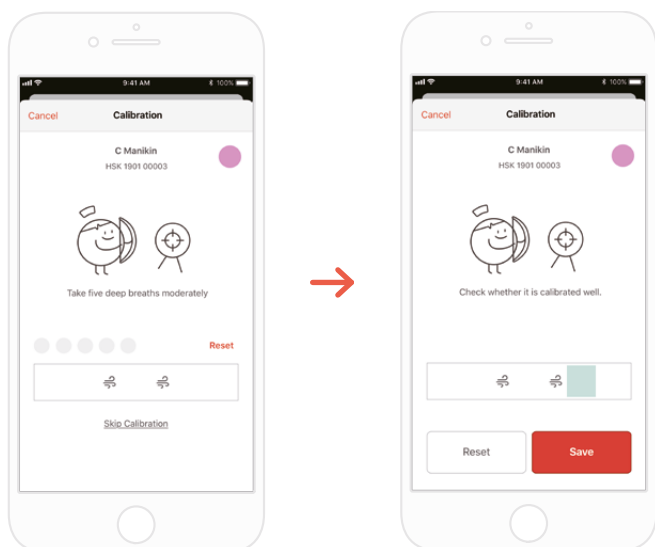 9:41 AM 100%
Cancel Calibration
C Manikin
HSK 1901 00003
Take five deep breaths moderately
Reset
Skip Calibration
9:41 AM 100%
Cancel Calibration
C Manikin
HSK 1901 00003
Check whether it is calibrated well.
Reset Save